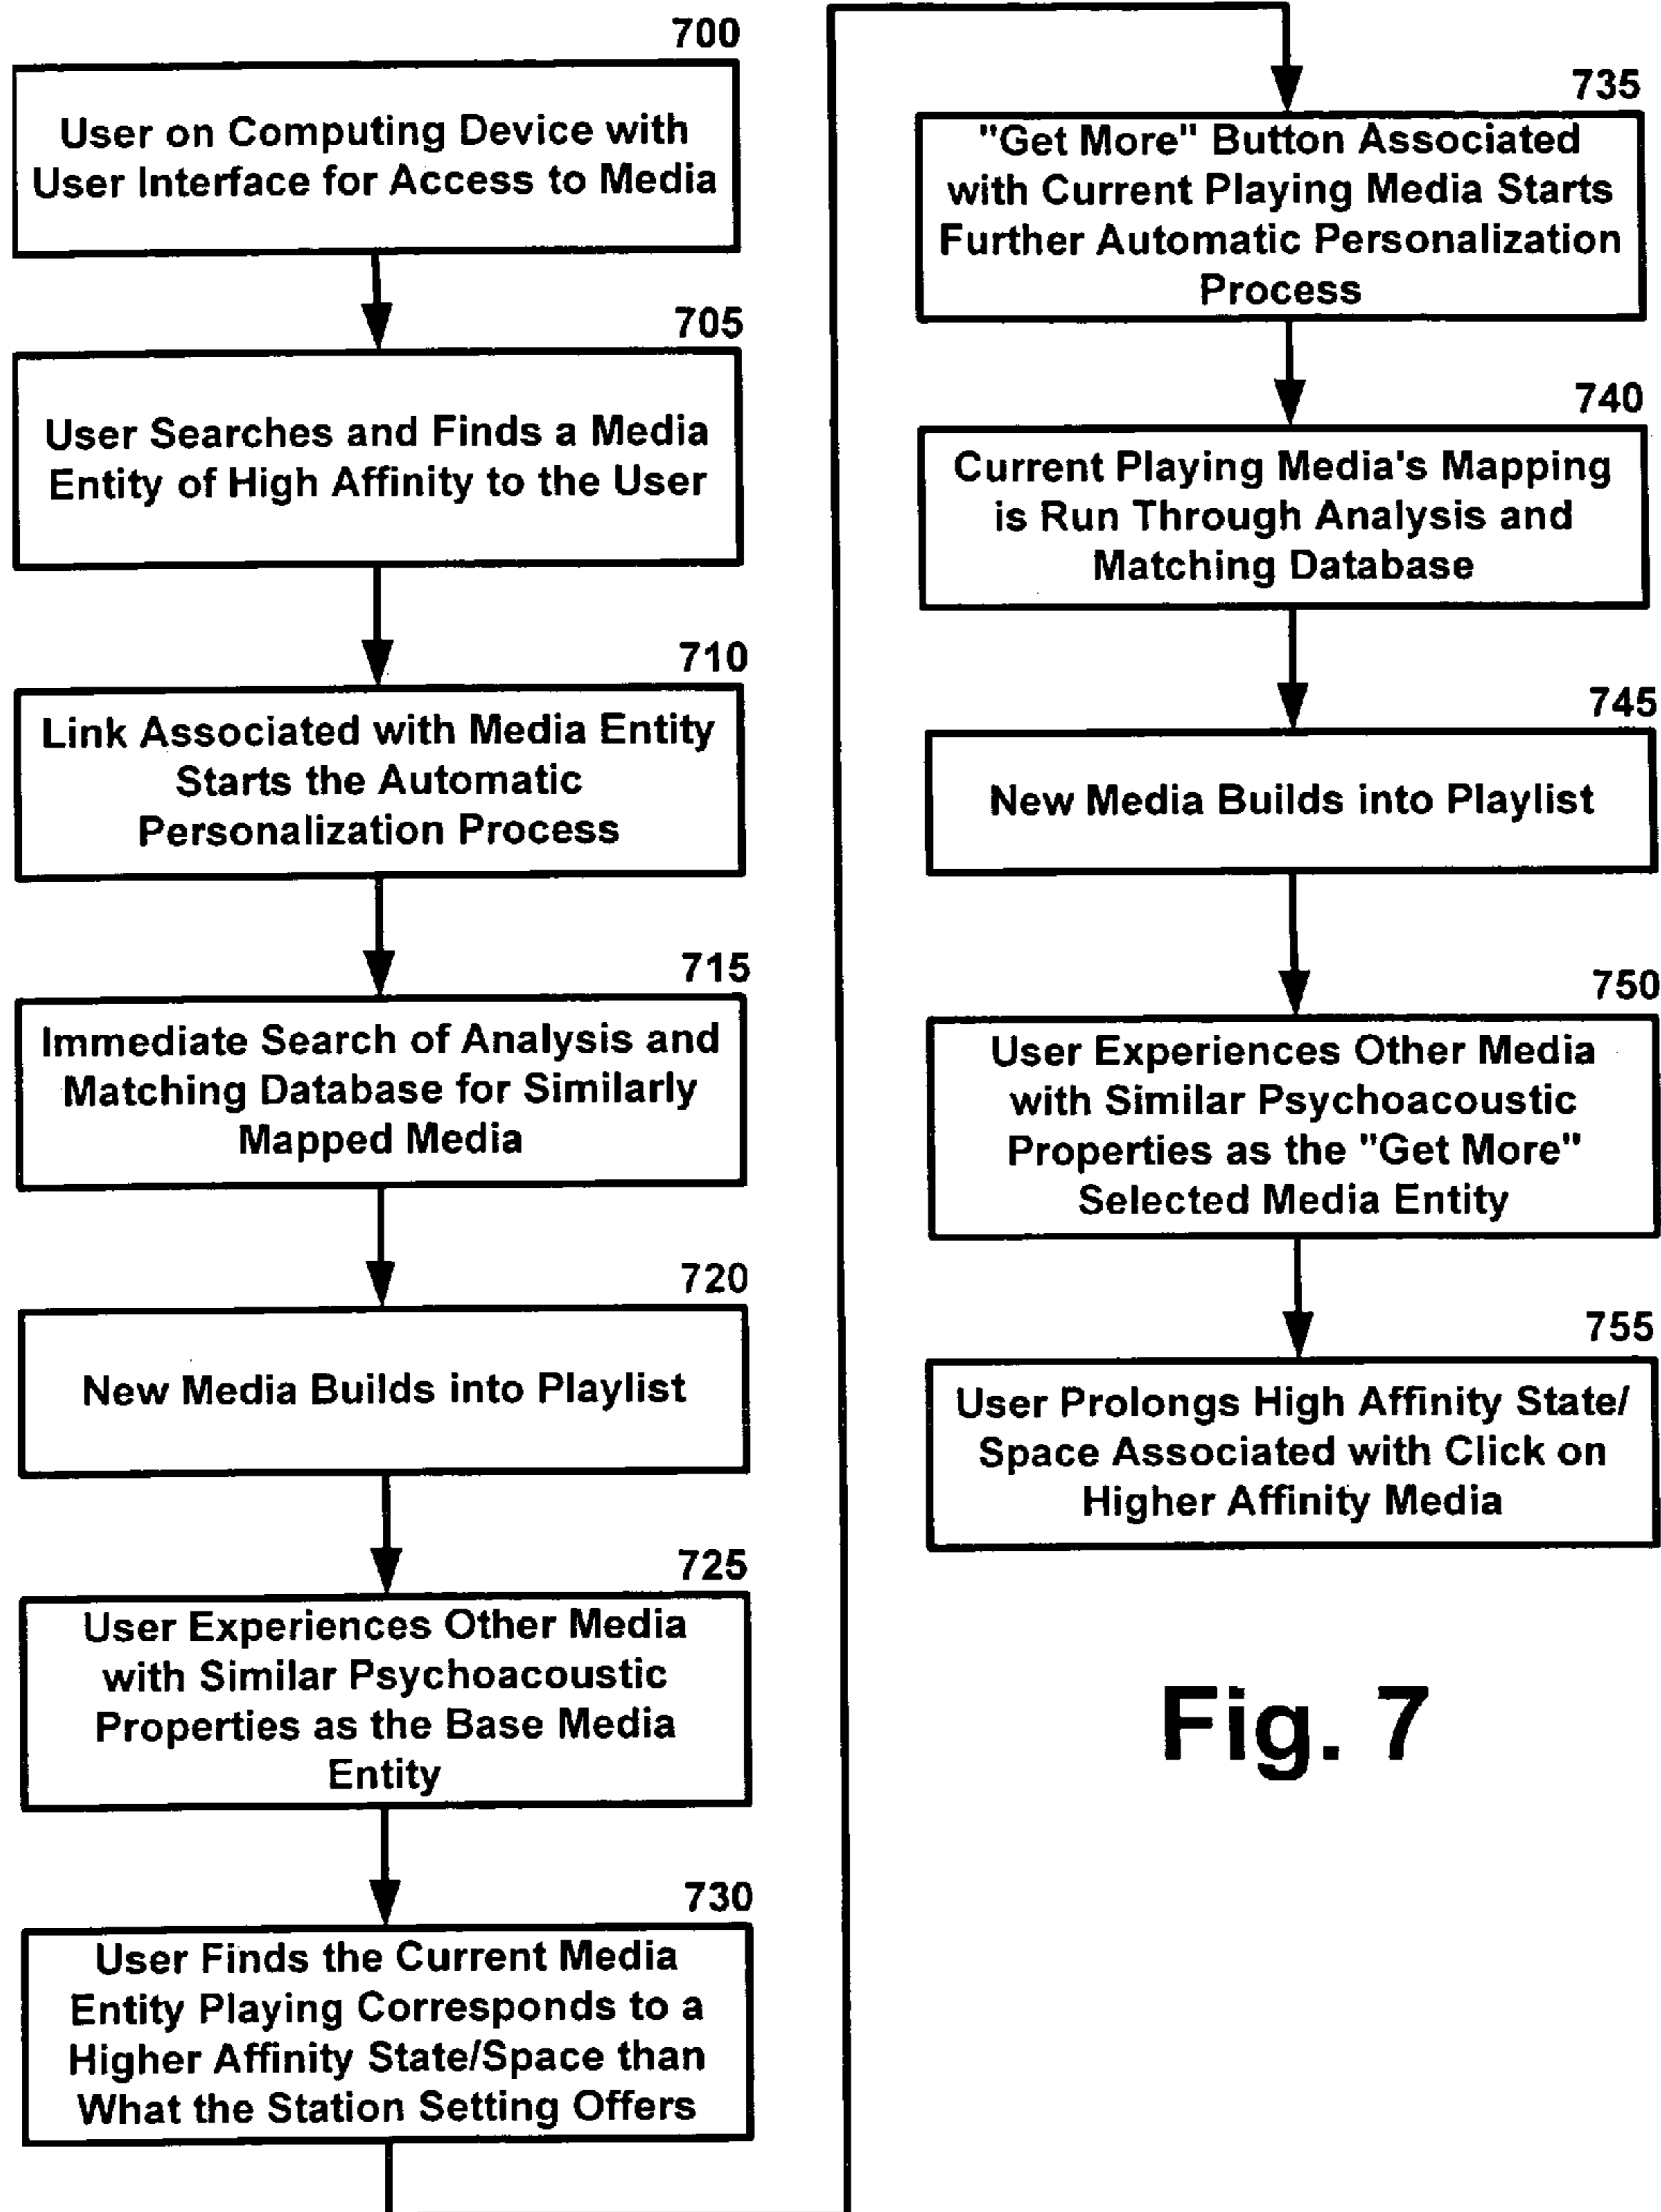 700
User on Computing Device with
User Interface for Access to Media
705
User Searches and Finds a Media
Entity of High Affinity to the User
710
Link Associated with Media Entity
Starts the Automatic
Personalization Process
715
Immediate Search of Analysis and
Matching Database for Similarly
Mapped Media
720
New Media Builds into Playlist
725
User Experiences Other Media
with Similar Psychoacoustic
Properties as the Base Media
Entity
730
User Finds the Current Media
Entity Playing Corresponds to a
Higher Affinity State/Space than
What the Station Setting Offers
735
"Get More" Button Associated
with Current Playing Media Starts
Further Automatic Personalization
Process
740
Current Playing Media's Mapping
is Run Through Analysis and
Matching Database
745
New Media Builds into Playlist
750
User Experiences Other Media
with Similar Psychoacoustic
Properties as the "Get More"
Selected Media Entity
755
User Prolongs High Affinity State/
Space Associated with Click on
Higher Affinity Media
Fig. 7